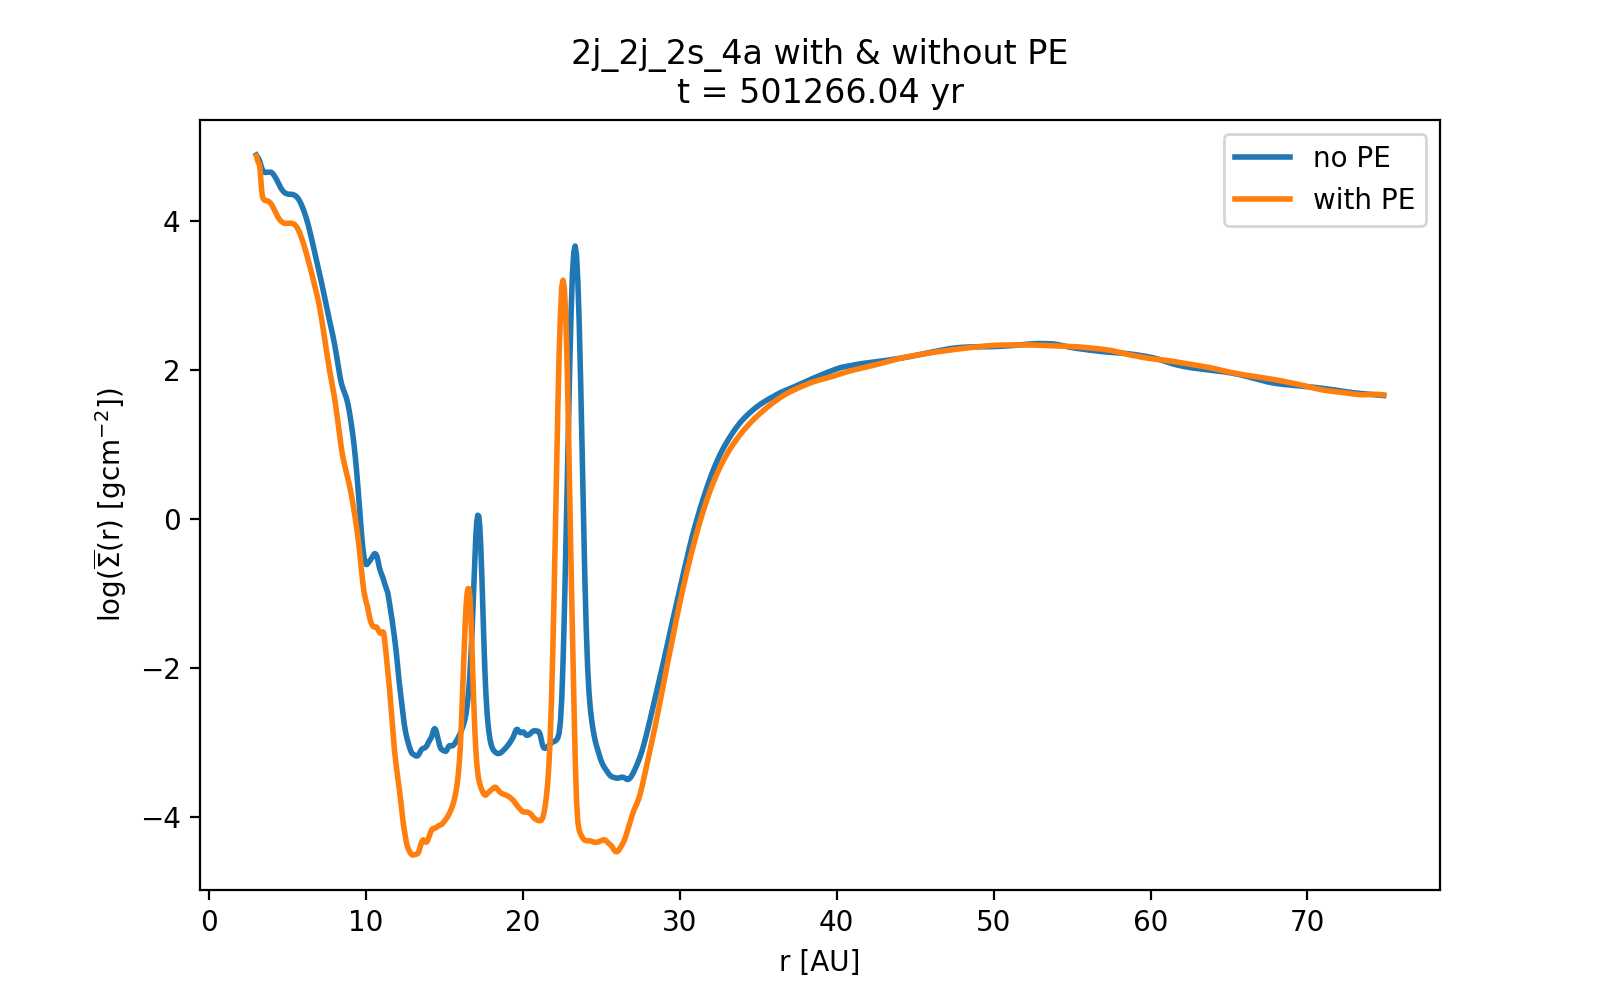 2j_2j_2s_4a with & without PE
t = 501266.04 yr
no PE
with PE
log(Σ̅(r) [gcm⁻²])
4
2
0
−2
−4
0 10 20 30 40 50 60 70
r [AU]